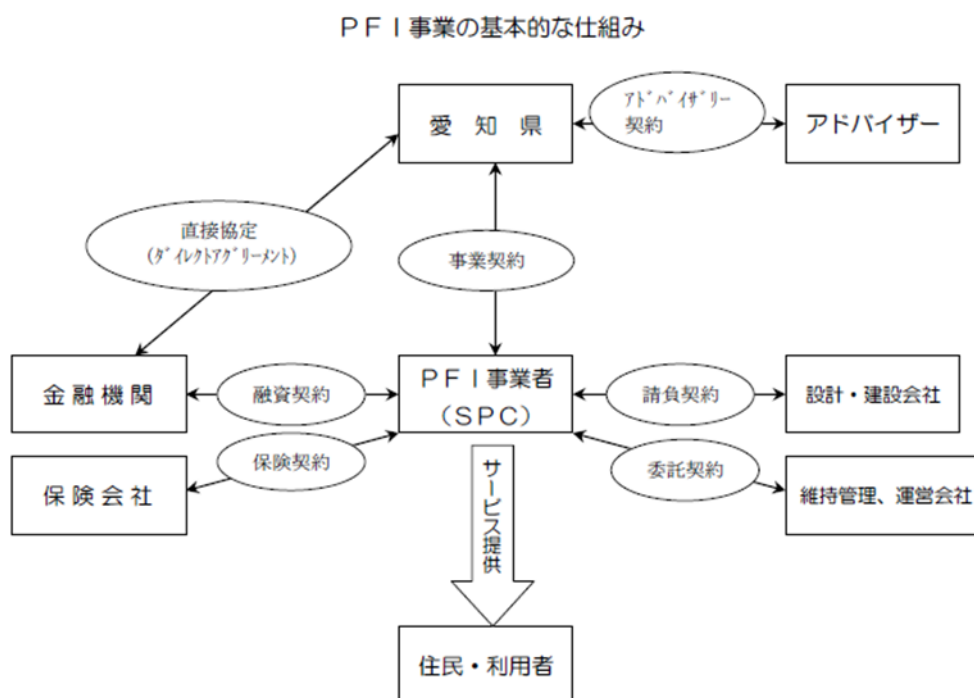 ＰＦＩ事業の基本的な仕組み
愛知県
ｱﾄﾞﾊﾞｲｻﾞﾘｰ
契約
アドバイザー
直接協定
(ﾀﾞｲﾚｸﾄｱｸﾞﾘｰﾒﾝﾄ)
事業契約
金融機関
融資契約
ＰＦＩ事業者
（ＳＰＣ）
請負契約
設計・建設会社
保険会社
保険契約
委託契約
維持管理、運営会社
サービス提供
住民・利用者